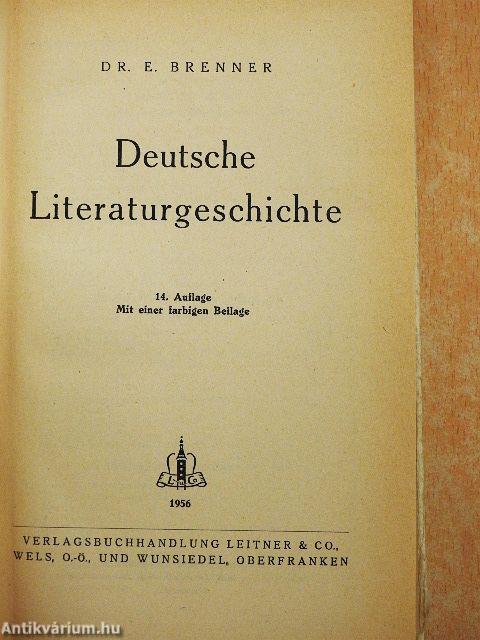 DR. E. BRENNER
Deutsche
Literaturgeschichte
14. Auflage
Mit einer farbigen Beilage
L G
1956
VERLAGSBUCHHANDLUNG LEITNER & CO.,
WELS, O.-Ö., UND WUNSIEDEL, OBERFRANKEN
Antikvárium.hu